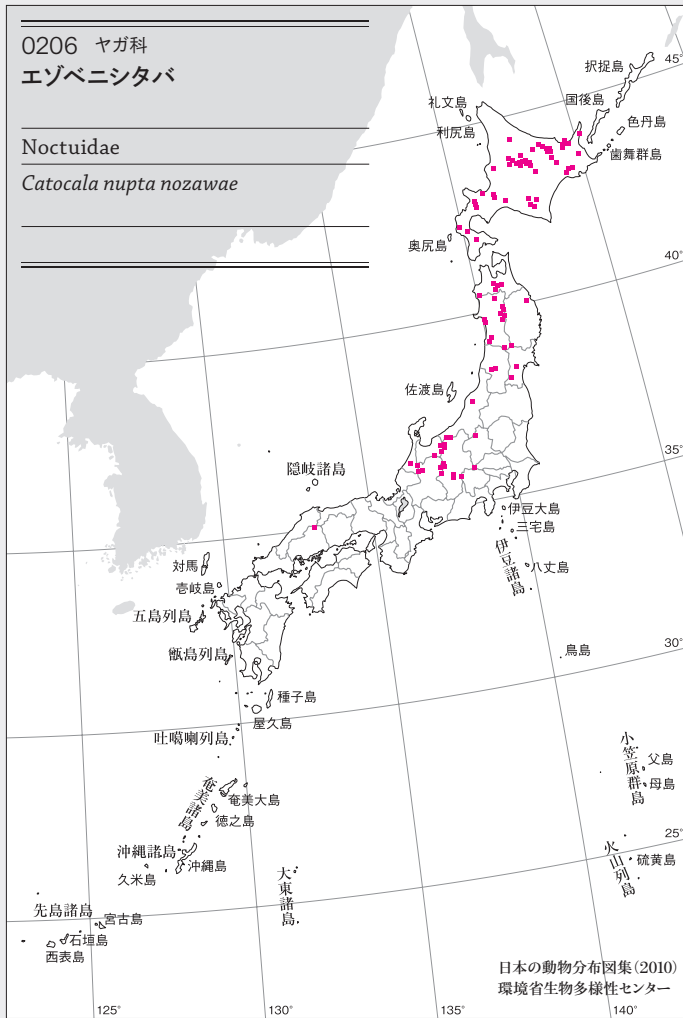 0206 ヤガ科
エゾベニシタバ
Noctuidae
Catocala nupta nozawae
択捉島
45°
礼文島
国後島
色丹島
利尻島
歯舞群島
奥尻島
40°
佐渡島
35°
隠岐諸島
伊豆大島
三宅島
伊豆諸島
八丈島
対馬
壱岐島
五島列島
甑島列島
鳥島
30°
種子島
屋久島
吐噶喇列島
小笠原群島
父島
母島
奄美諸島
奄美大島
徳之島
25°
沖縄諸島
沖縄島
久米島
火山列島
硫黄島
大東諸島
先島諸島
宮古島
石垣島
西表島
日本の動物分布図集(2010)
環境省生物多様性センター
125°
130°
135°
140°